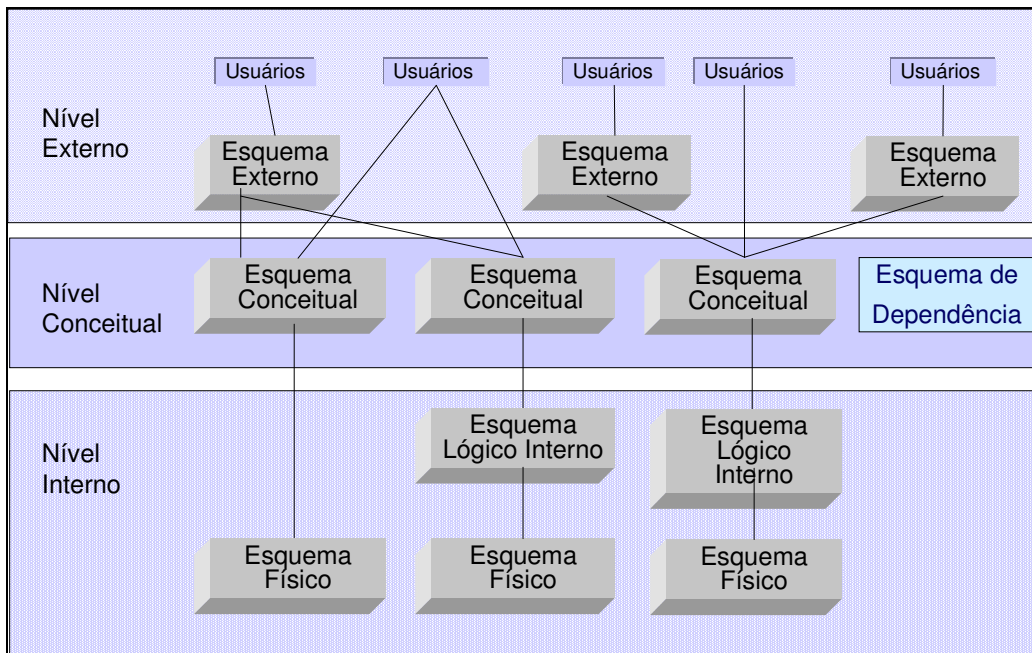 Usuários
Usuários
Usuários
Usuários
Usuários
Nível
Externo
Esquema
Externo
Esquema
Externo
Esquema
Externo
Nível
Conceitual
Esquema
Conceitual
Esquema
Conceitual
Esquema
Conceitual
Esquema de
Dependência
Nível
Interno
Esquema
Lógico Interno
Esquema
Lógico
Interno
Esquema
Físico
Esquema
Físico
Esquema
Físico